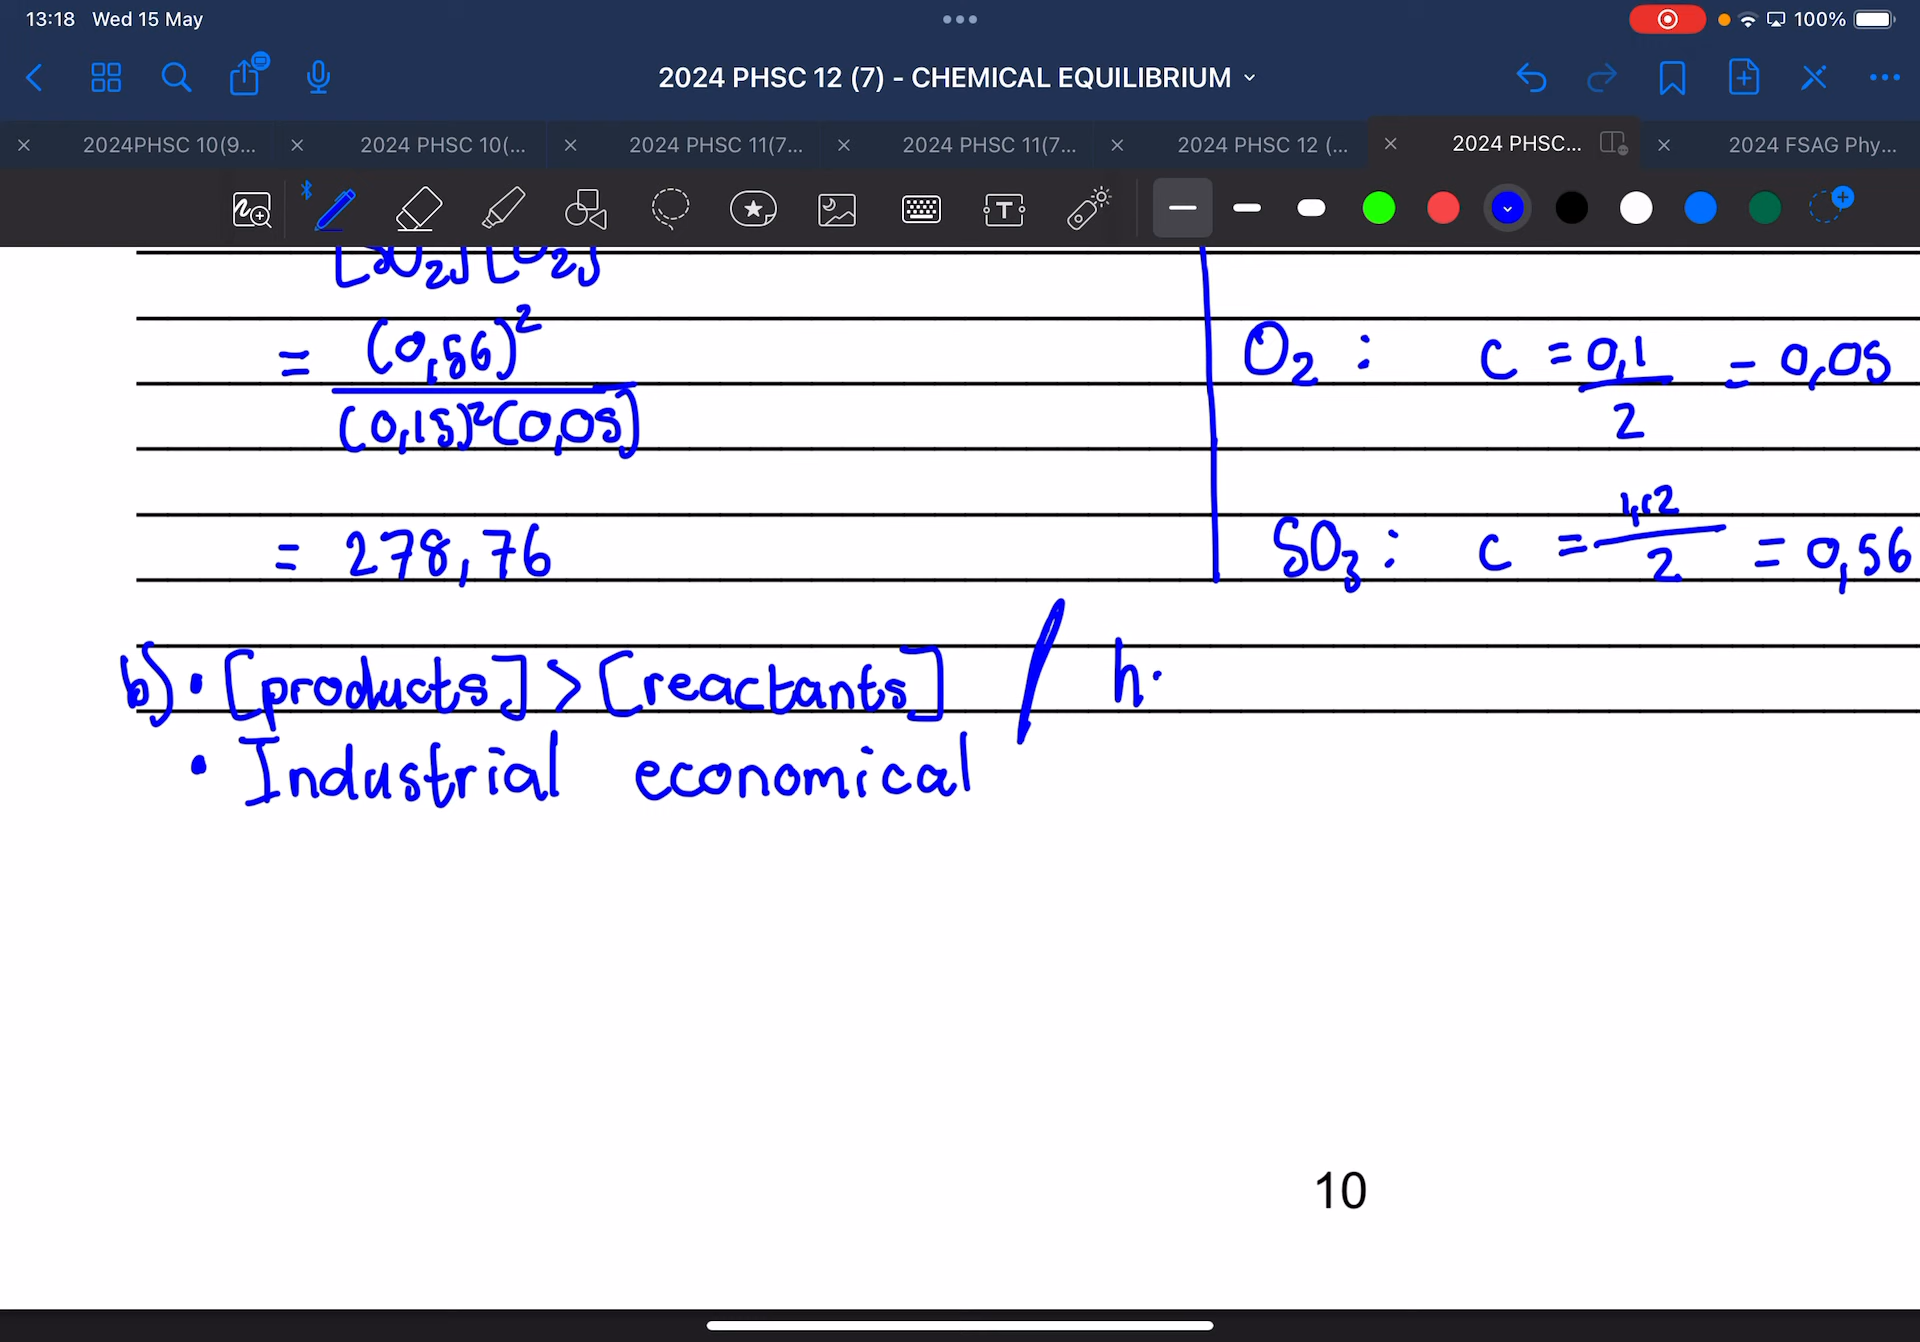 13:18 Wed 15 May
100%
2024 PHSC 12 (7) - CHEMICAL EQUILIBRIUM
2024PHSC 10(9...
2024 PHSC 10(...
2024 PHSC 11(7...
2024 PHSC 11(7...
2024 PHSC 12 (...
2024 PHSC...
2024 FSAG Phy...
[SO₂][O₂]
= (0,56)²
(0,15)²(0,05)
= 278,76
O₂ : C = 0,1 / 2 = 0,05
SO₃ : C = 1,12 / 2 = 0,56
b) • [products] > [reactants] / h.
• Industrial economical
10